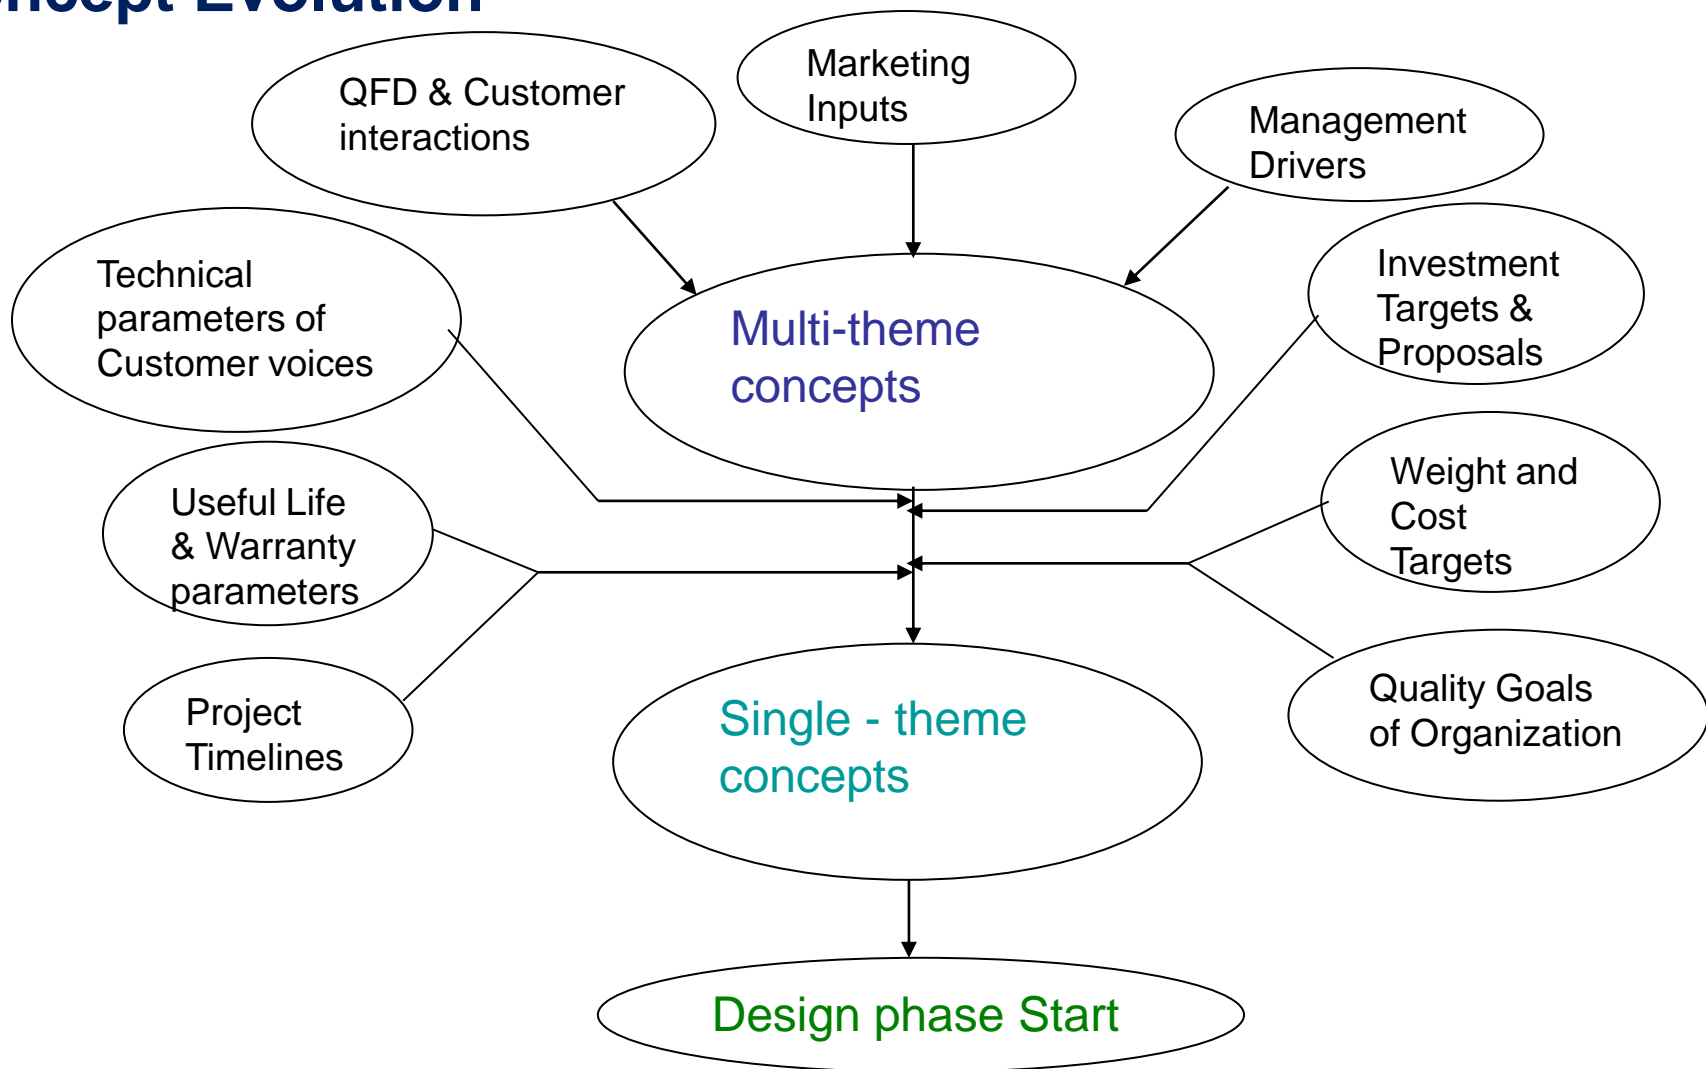 ncept Evolution
QFD & Customer
interactions
Marketing
Inputs
Management
Drivers
Technical
parameters of
Customer voices
Multi-theme
concepts
Investment
Targets &
Proposals
Useful Life
& Warranty
parameters
Weight and
Cost
Targets
Project
Timelines
Single - theme
concepts
Quality Goals
of Organization
Design phase Start